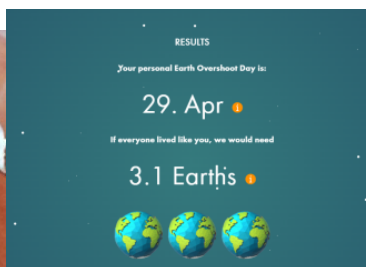 RESULTS
Your personal Earth Overshoot Day is:
29. Apr i
If everyone lived like you, we would need
3.1 Earths i